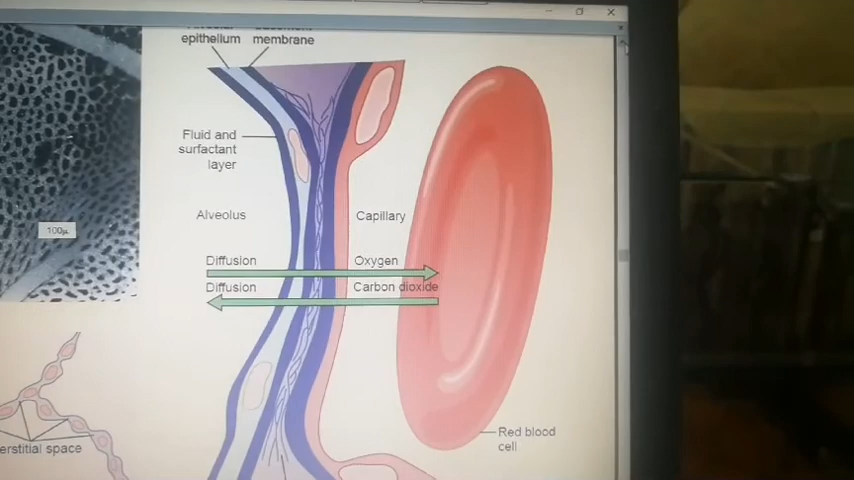 epithelium membrane
Fluid and
surfactant
layer
100µ
Alveolus
Capillary
Diffusion
Oxygen
Diffusion
Carbon dioxide
Red blood
cell
erstitial space